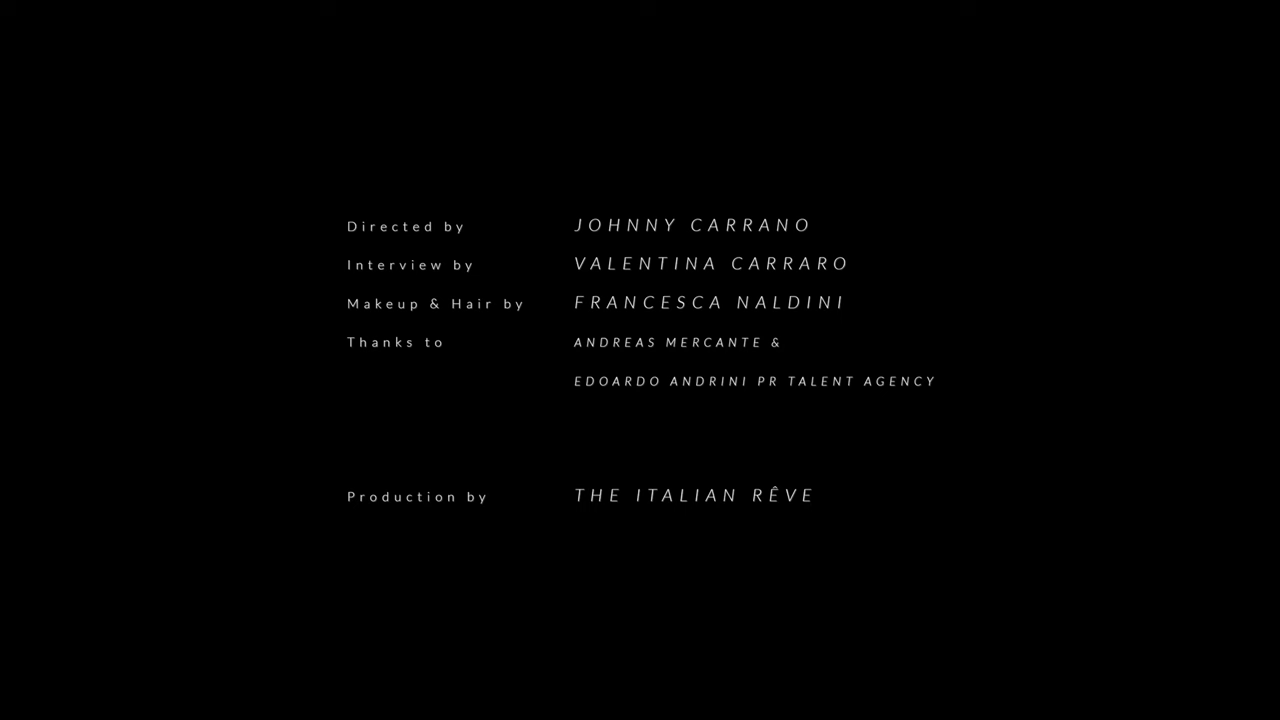 Directed by JOHNNY CARRANO
Interview by VALENTINA CARRARO
Makeup & Hair by FRANCESCA NALDINI
Thanks to ANDREAS MERCANTE &
EDOARDO ANDRINI PR TALENT AGENCY
Production by THE ITALIAN RÊVE